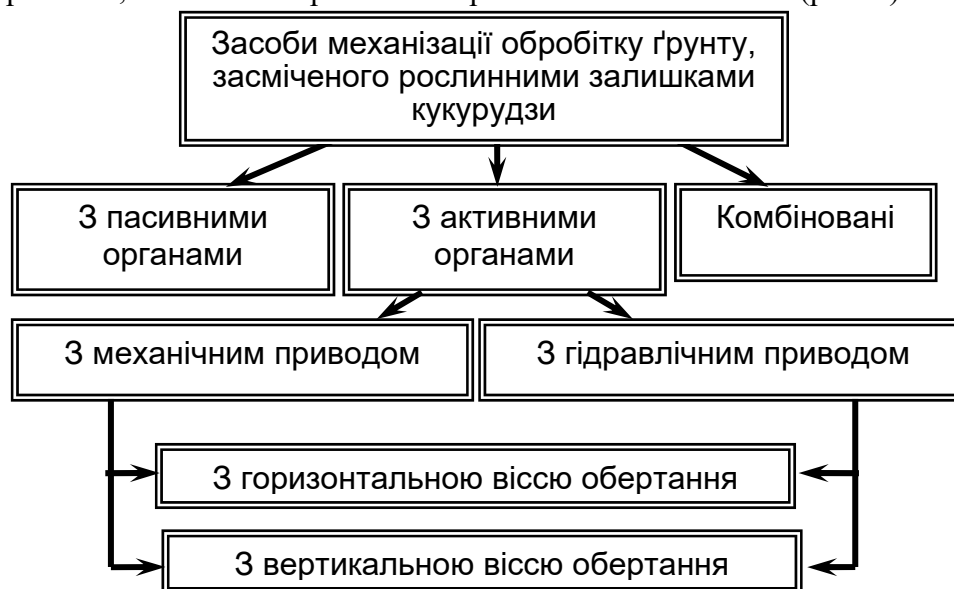 Засоби механізації обробітку ґрунту,
засміченого рослинними залишками
кукурудзи
З пасивними
органами
З активними
органами
Комбіновані
З механічним приводом
З гідравлічним приводом
З горизонтальною віссю обертання
З вертикальною віссю обертання